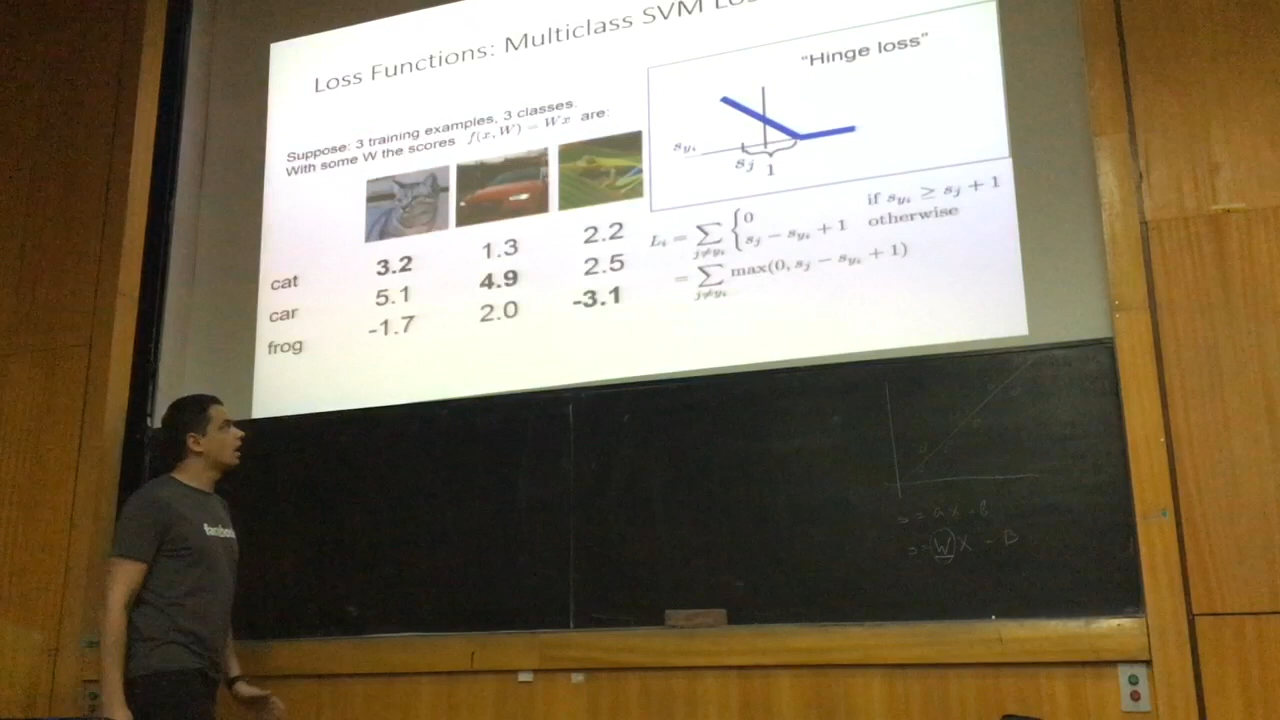 Loss Functions: Multiclass SVM
Suppose: 3 training examples, 3 classes.
With some W the scores f(x, W) = Wx are:
cat 3.2 1.3 2.2
car 5.1 4.9 2.5
frog -1.7 2.0 -3.1
"Hinge loss"
s_{y_i}
s_j 1
L_i = ∑_{j≠y_i} { 0 if s_{y_i} ≥ s_j + 1
s_j − s_{y_i} + 1 otherwise
= ∑_{j≠y_i} max(0, s_j − s_{y_i} + 1)